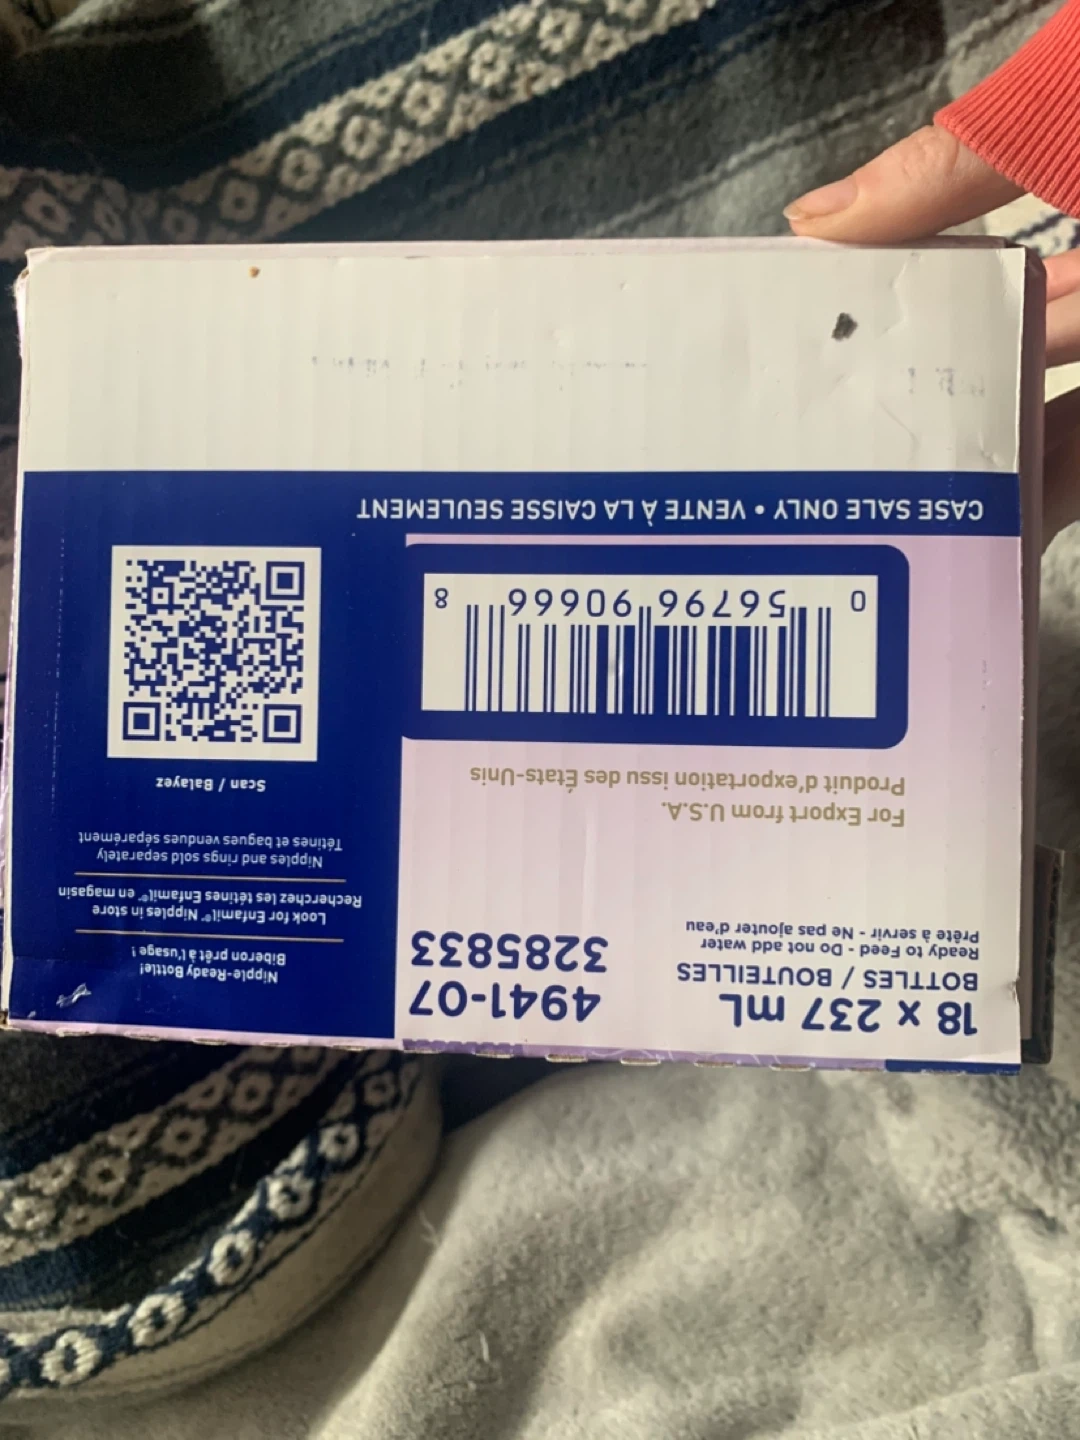 18 x 237 mL
BOTTLES / BOUTEILLES
Ready to Feed - Do not add water
Prête à servir - Ne pas ajouter d'eau
4941-07
3285833
Nipple-Ready Bottle!
Biberon prêt à l'usage !
Look for Enfamil® Nipples in store
Recherchez les tétines Enfamil® en magasin
Nipples and rings sold separately
Tétines et bagues vendues séparément
Scan / Balayez
For Export from U.S.A.
Produit d'exportation issu des États-Unis
0 56796 90666 8
CASE SALE ONLY • VENTE À LA CAISSE SEULEMENT